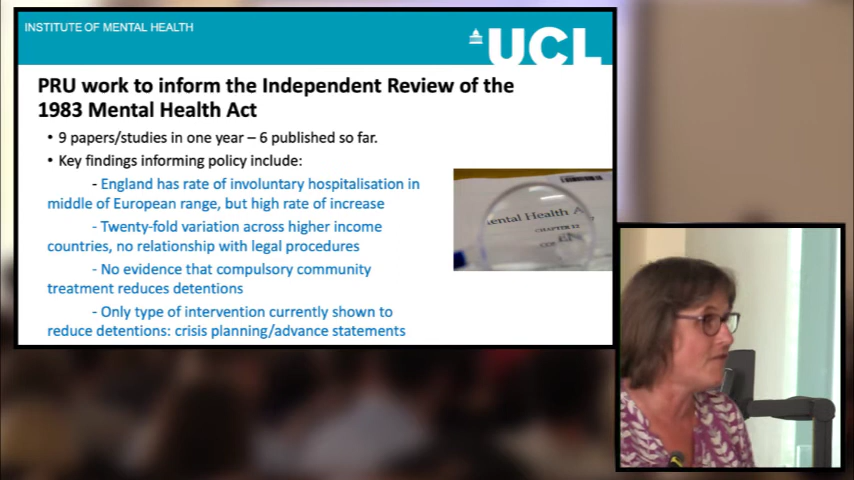 INSTITUTE OF MENTAL HEALTH
UCL
PRU work to inform the Independent Review of the
1983 Mental Health Act
• 9 papers/studies in one year – 6 published so far.
• Key findings informing policy include:
- England has rate of involuntary hospitalisation in
middle of European range, but high rate of increase
- Twenty-fold variation across higher income
countries, no relationship with legal procedures
- No evidence that compulsory community
treatment reduces detentions
- Only type of intervention currently shown to
reduce detentions: crisis planning/advance statements
ental Health A
CHAPTER